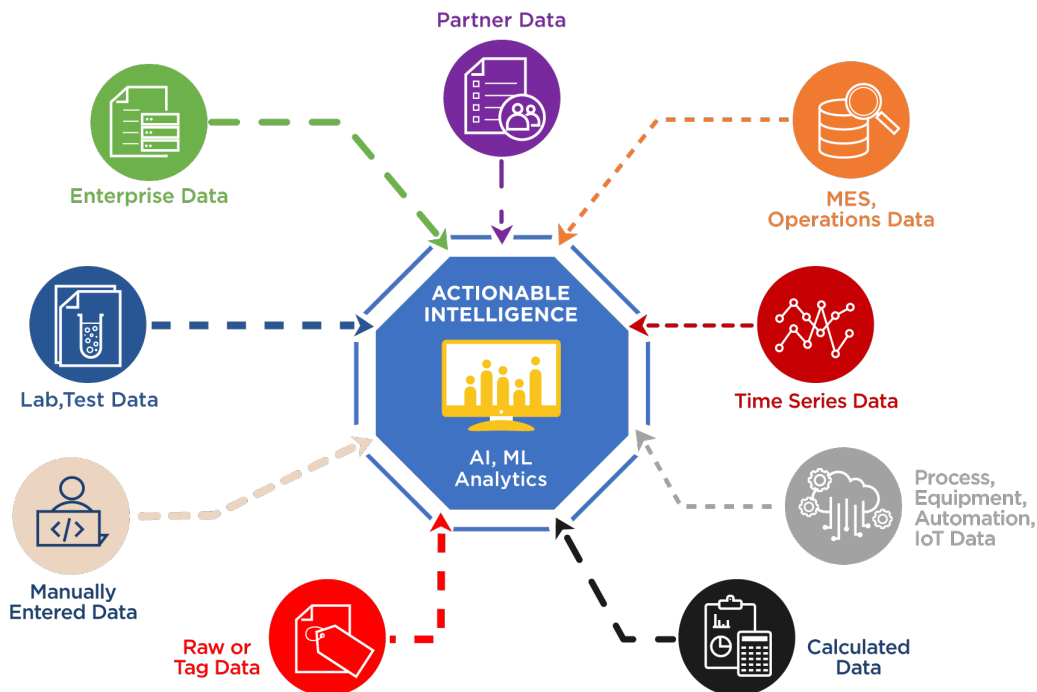 Partner Data
Enterprise Data
MES,
Operations Data
ACTIONABLE
INTELLIGENCE
AI, ML
Analytics
Lab,Test Data
Time Series Data
</>
Manually
Entered Data
Process,
Equipment,
Automation,
IoT Data
Raw or
Tag Data
Calculated
Data